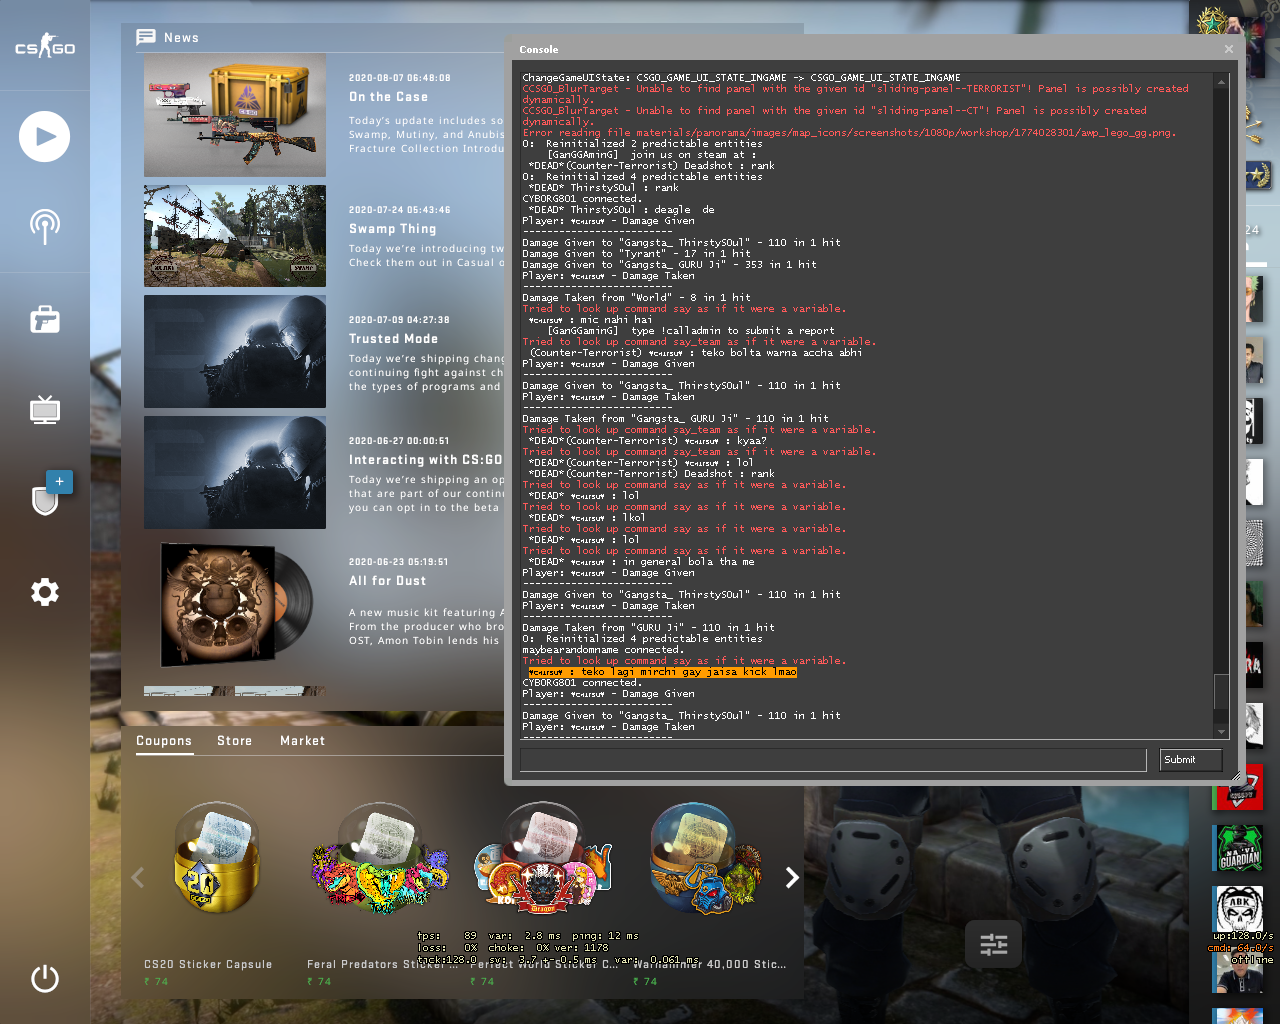 CS GO
News
2020-08-07 06:48:08
On the Case
Today's update includes so
Swamp, Mutiny, and Anubis
Fracture Collection Introdu
2020-07-24 05:43:46
Swamp Thing
Today we're introducing tw
Check them out in Casual o
2020-07-09 04:27:38
Trusted Mode
Today we're shipping chang
continuing fight against ch
the types of programs and
2020-06-27 00:00:51
Interacting with CS:GO
Today we're shipping an op
that are part of our contin
you can opt in to the beta
2020-06-23 05:19:51
All for Dust
A new music kit featuring A
From the producer who bro
OST, Amon Tobin lends his
Console
ChangeGameUIState: CSGO_GAME_UI_STATE_INGAME -> CSGO_GAME_UI_STATE_INGAME
CCSGO_BlurTarget - Unable to find panel with the given id "sliding-panel--TERRORIST"! Panel is possibly created
dynamically.
CCSGO_BlurTarget - Unable to find panel with the given id "sliding-panel--CT"! Panel is possibly created
dynamically.
Error reading file materials/panorama/images/map_icons/screenshots/1080p/workshop/1774028301/awp_lego_gg.png.
0:  Reinitialized 2 predictable entities
[GanGGAminG]  join us on steam at :
*DEAD*(Counter-Terrorist) Deadshot : rank
0:  Reinitialized 4 predictable entities
*DEAD* ThirstySOul : rank
CYBORG801 connected.
*DEAD* ThirstySOul : deagle  de
Player: ¥CHIRSU¥ - Damage Given
-------------------------
Damage Given to "Gangsta_ ThirstySOul" - 110 in 1 hit
Damage Given to "Tyrant" - 17 in 1 hit
Damage Given to "Gangsta_ GURU Ji" - 353 in 1 hit
Player: ¥CHIRSU¥ - Damage Taken
-------------------------
Damage Taken from "World" - 8 in 1 hit
Tried to look up command say as if it were a variable.
¥CHIRSU¥ : mic nahi hai
[GanGGAminG]  type !calladmin to submit a report
Tried to look up command say_team as if it were a variable.
(Counter-Terrorist) ¥CHIRSU¥ : teko bolta warna accha abhi
Player: ¥CHIRSU¥ - Damage Given
-------------------------
Damage Given to "Gangsta_ ThirstySOul" - 110 in 1 hit
Player: ¥CHIRSU¥ - Damage Taken
-------------------------
Damage Taken from "Gangsta_ GURU Ji" - 110 in 1 hit
Tried to look up command say_team as if it were a variable.
*DEAD*(Counter-Terrorist) ¥CHIRSU¥ : kyaa?
Tried to look up command say_team as if it were a variable.
*DEAD*(Counter-Terrorist) ¥CHIRSU¥ : lol
*DEAD*(Counter-Terrorist) Deadshot : rank
Tried to look up command say as if it were a variable.
*DEAD* ¥CHIRSU¥ : lol
Tried to look up command say as if it were a variable.
*DEAD* ¥CHIRSU¥ : lkol
Tried to look up command say as if it were a variable.
*DEAD* ¥CHIRSU¥ : lol
Tried to look up command say as if it were a variable.
*DEAD* ¥CHIRSU¥ : in general bola tha me
Player: ¥CHIRSU¥ - Damage Given
-------------------------
Damage Given to "Gangsta_ ThirstySOul" - 110 in 1 hit
Player: ¥CHIRSU¥ - Damage Taken
-------------------------
Damage Taken from "GURU Ji" - 110 in 1 hit
0:  Reinitialized 4 predictable entities
maybearandomname connected.
Tried to look up command say as if it were a variable.
¥CHIRSU¥ : teko lagi mirchi gay jaisa kick lmao
CYBORG801 connected.
Player: ¥CHIRSU¥ - Damage Given
-------------------------
Damage Given to "Gangsta_ ThirstySOul" - 110 in 1 hit
Player: ¥CHIRSU¥ - Damage Taken
-------------------------
Submit
24
Coupons Store Market
CS20 Sticker Capsule
₹ 74
Feral Predators Sticker ...
₹ 74
Perfect World Sticker C...
₹ 74
Warhammer 40,000 Stic...
₹ 74
fps: 89 var: 2.8 ms ping: 12 ms
loss: 0% choke: 0% ver: 1178
tick:128.0 sv: 3.7 +- 0.5 ms var: 0.061 ms
NA'VI
GUARDIAN
ABK
up:128.0/s
cmd: 64.0/s
offline